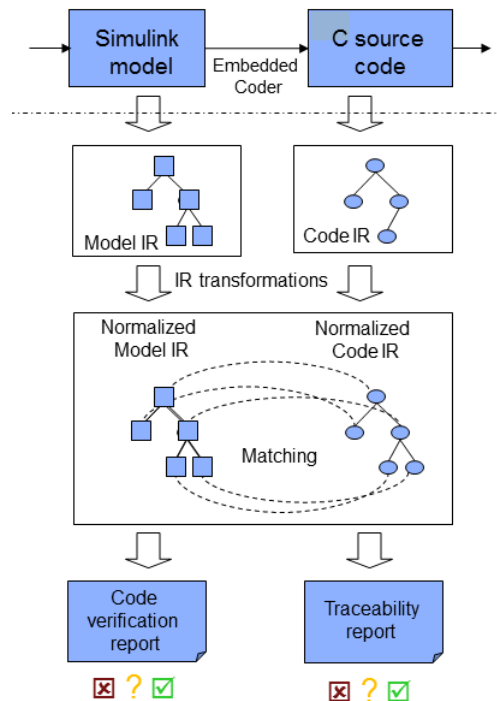 Simulink
model
C source
code
Embedded
Coder
Model IR
Code IR
IR transformations
Normalized
Model IR
Normalized
Code IR
Matching
Code
verification
report
Traceability
report
?
?